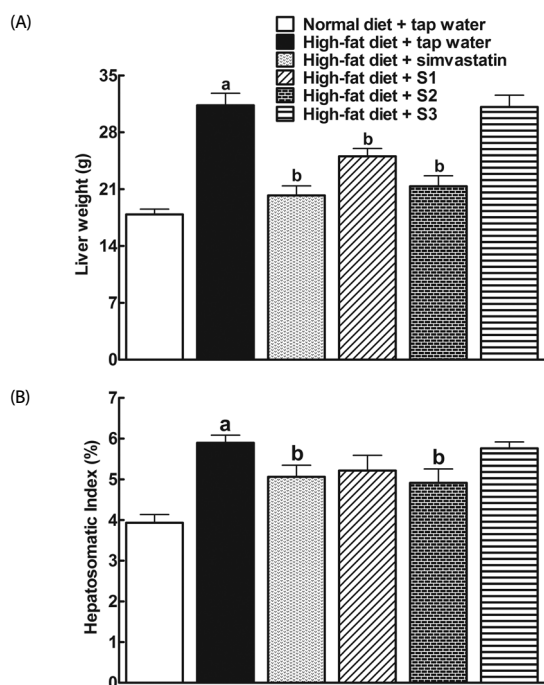 (A)
Normal diet + tap water
High-fat diet + tap water
High-fat diet + simvastatin
High-fat diet + S1
High-fat diet + S2
High-fat diet + S3
35
28
21
14
7
0
Liver weight (g)
a
b
b
b
(B)
7
6
5
4
3
2
1
0
Hepatosomatic Index (%)
a
b
b